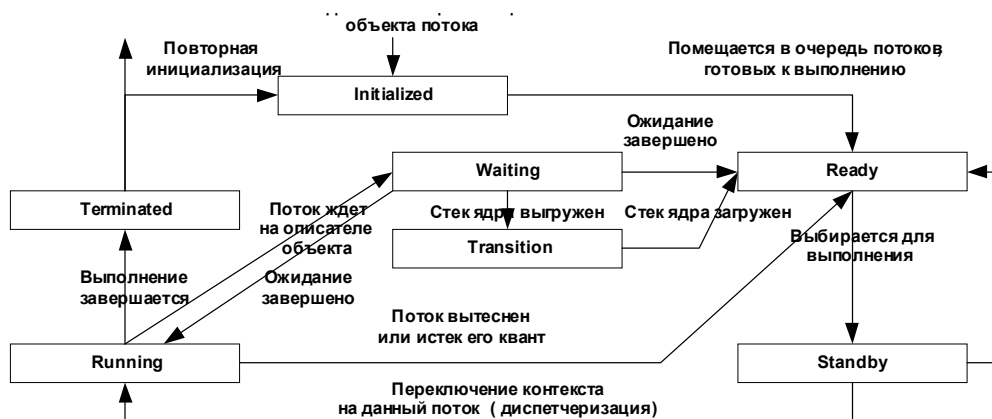 объекта потока
Повторная
инициализация
Помещается в очередь потоков,
готовых к выполнению
Initialized
Ожидание
завершено
Waiting
Ready
Terminated
Поток ждет
на описателе
объекта
Стек ядра выгружен
Стек ядра загружен
Transition
Выбирается для
выполнения
Выполнение
завершается
Ожидание
завершено
Поток вытеснен
или истек его квант
Running
Standby
Переключение контекста
на данный поток ( диспетчеризация)